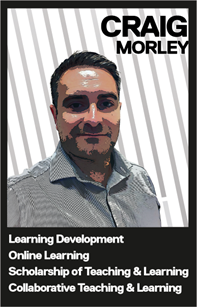 CRAIG
MORLEY
Learning Development
Online Learning
Scholarship of Teaching & Learning
Collaborative Teaching & Learning